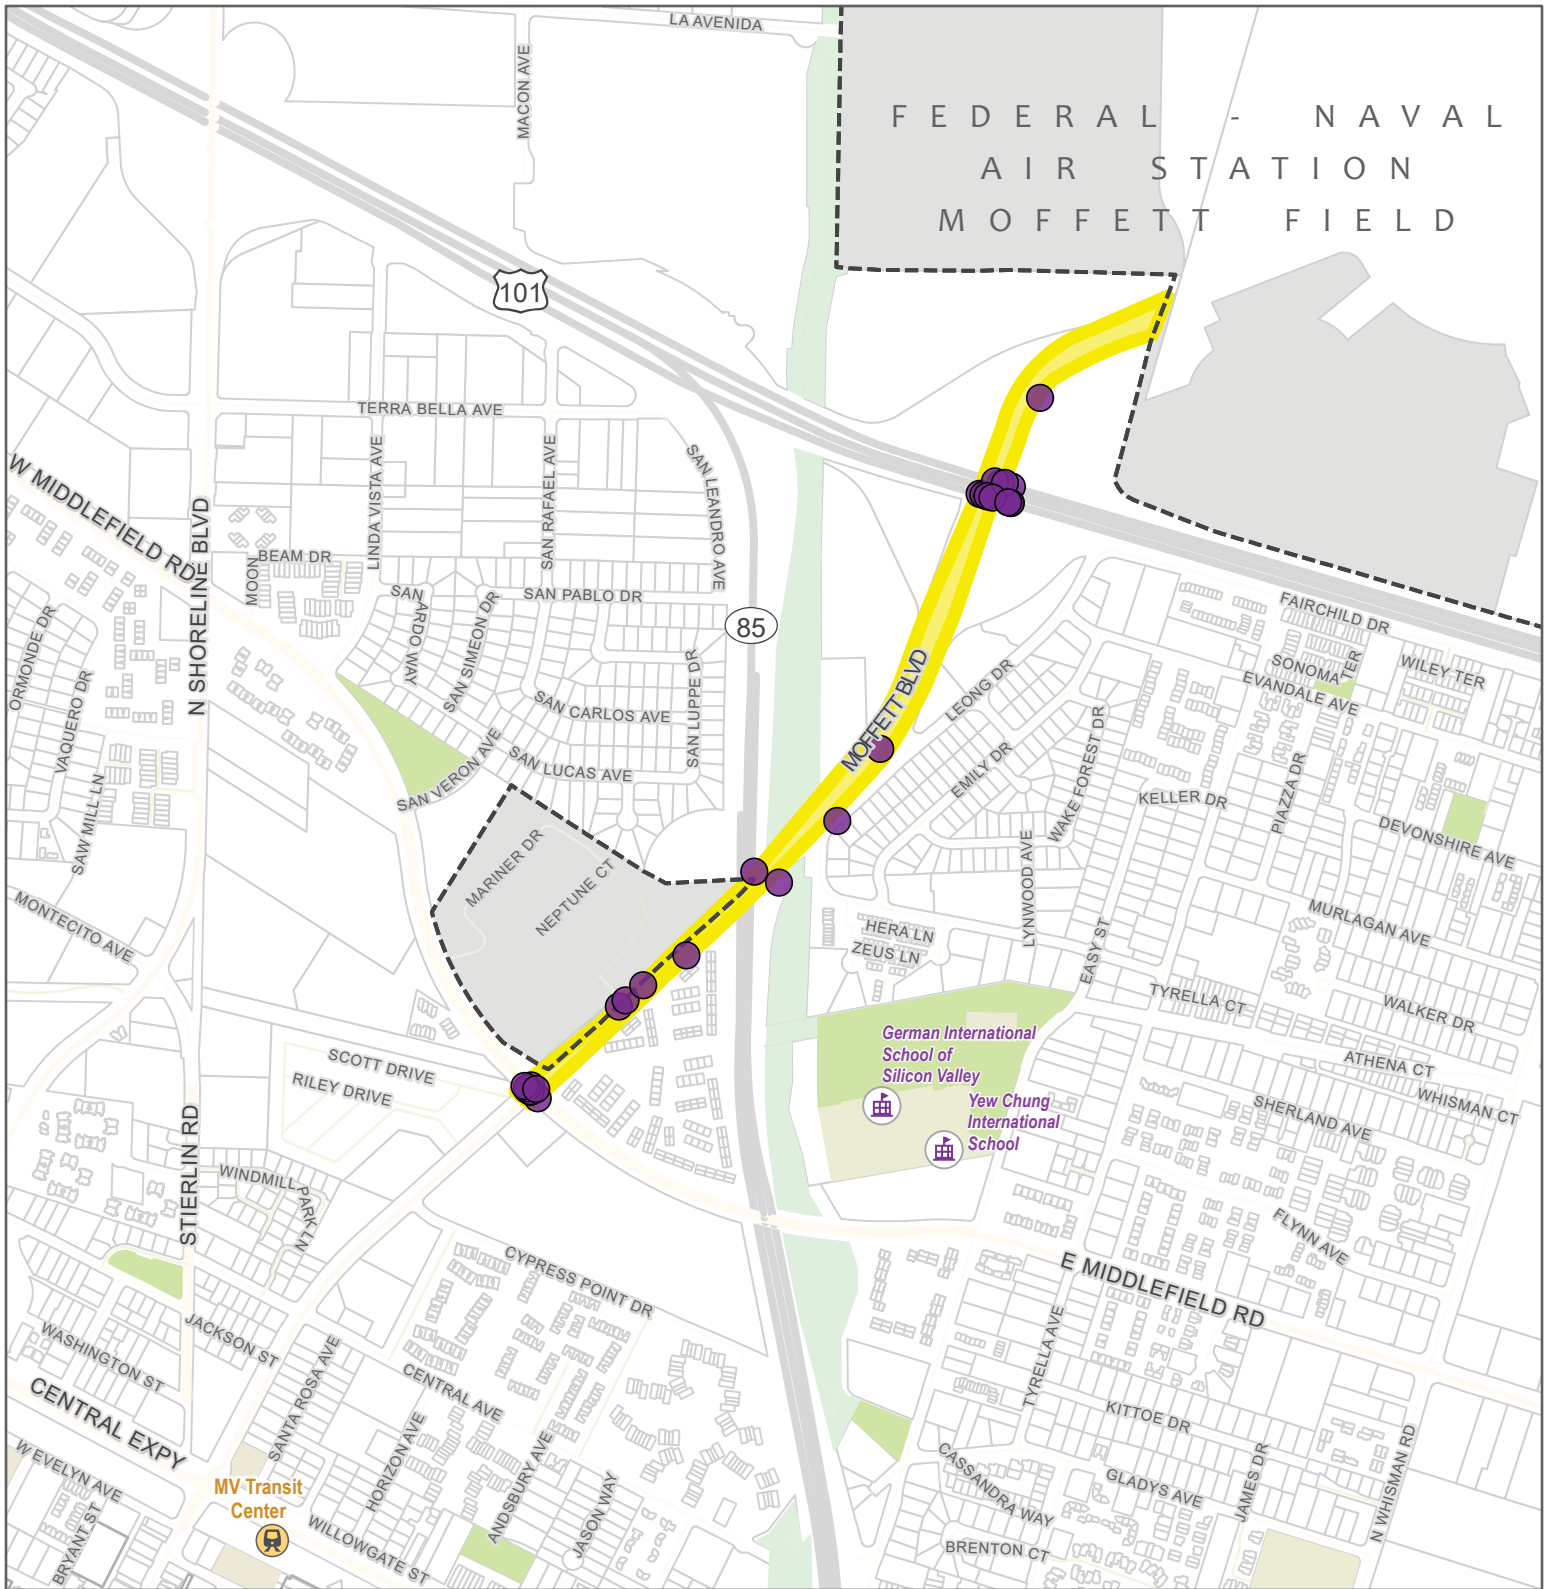 LA AVENIDA
MACON AVE
FEDERAL - NAVAL
AIR STATION
MOFFETT FIELD
101
TERRA BELLA AVE
W MIDDLEFIELD RD
N SHORELINE BLVD
LINDA VISTA AVE
SAN RAFAEL AVE
SAN LEANDRO AVE
MOON
BEAM DR
SAN PABLO DR
SAN
ARDO WAY
SAN SIMEON DR
85
FAIRCHILD DR
SONOMA
TER
WILEY TER
EVANDALE AVE
ORMONDE DR
VAQUERO DR
SAN CARLOS AVE
SAN LUPPE DR
MOFFETT BLVD
LEONG DR
SAN VERON AVE
SAN LUCAS AVE
EMILY DR
WAKE FOREST DR
KELLER DR
PIAZZA DR
DEVONSHIRE AVE
SAW MILL LN
MARINER DR
NEPTUNE CT
LYNWOOD AVE
MONTECITO AVE
HERA LN
ZEUS LN
EASY ST
MURLAGAN AVE
TYRELLA CT
WALKER DR
SCOTT DRIVE
RILEY DRIVE
German International
School of
Silicon Valley
Yew Chung
International
School
ATHENA CT
WHISMAN CT
SHERLAND AVE
STIERLIN RD
WINDMILL
PARK LN
FLYNN AVE
CYPRESS POINT DR
E MIDDLEFIELD RD
JACKSON ST
WASHINGTON ST
SANTA ROSA AVE
CENTRAL AVE
TYRELLA AVE
CENTRAL EXPY
KITTOE DR
HORIZON AVE
ANDSBURY AVE
CASSANDRA WAY
GLADYS AVE
JAMES DR
N WHISMAN RD
W EVELYN AVE
MV Transit
Center
BRYANT ST
WILLOWGATE ST
JASON WAY
BRENTON CT